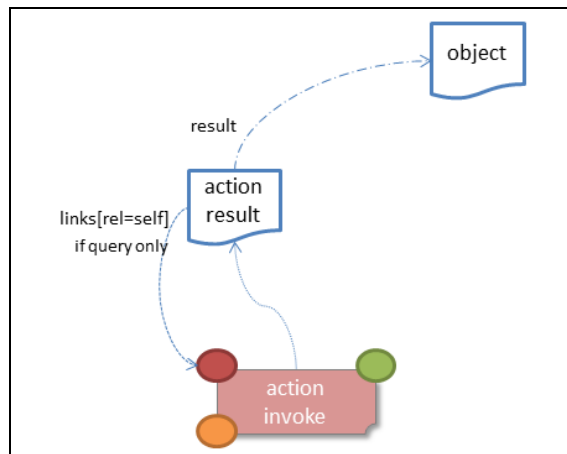 object
result
action
result
links[rel=self]
if query only
action
invoke